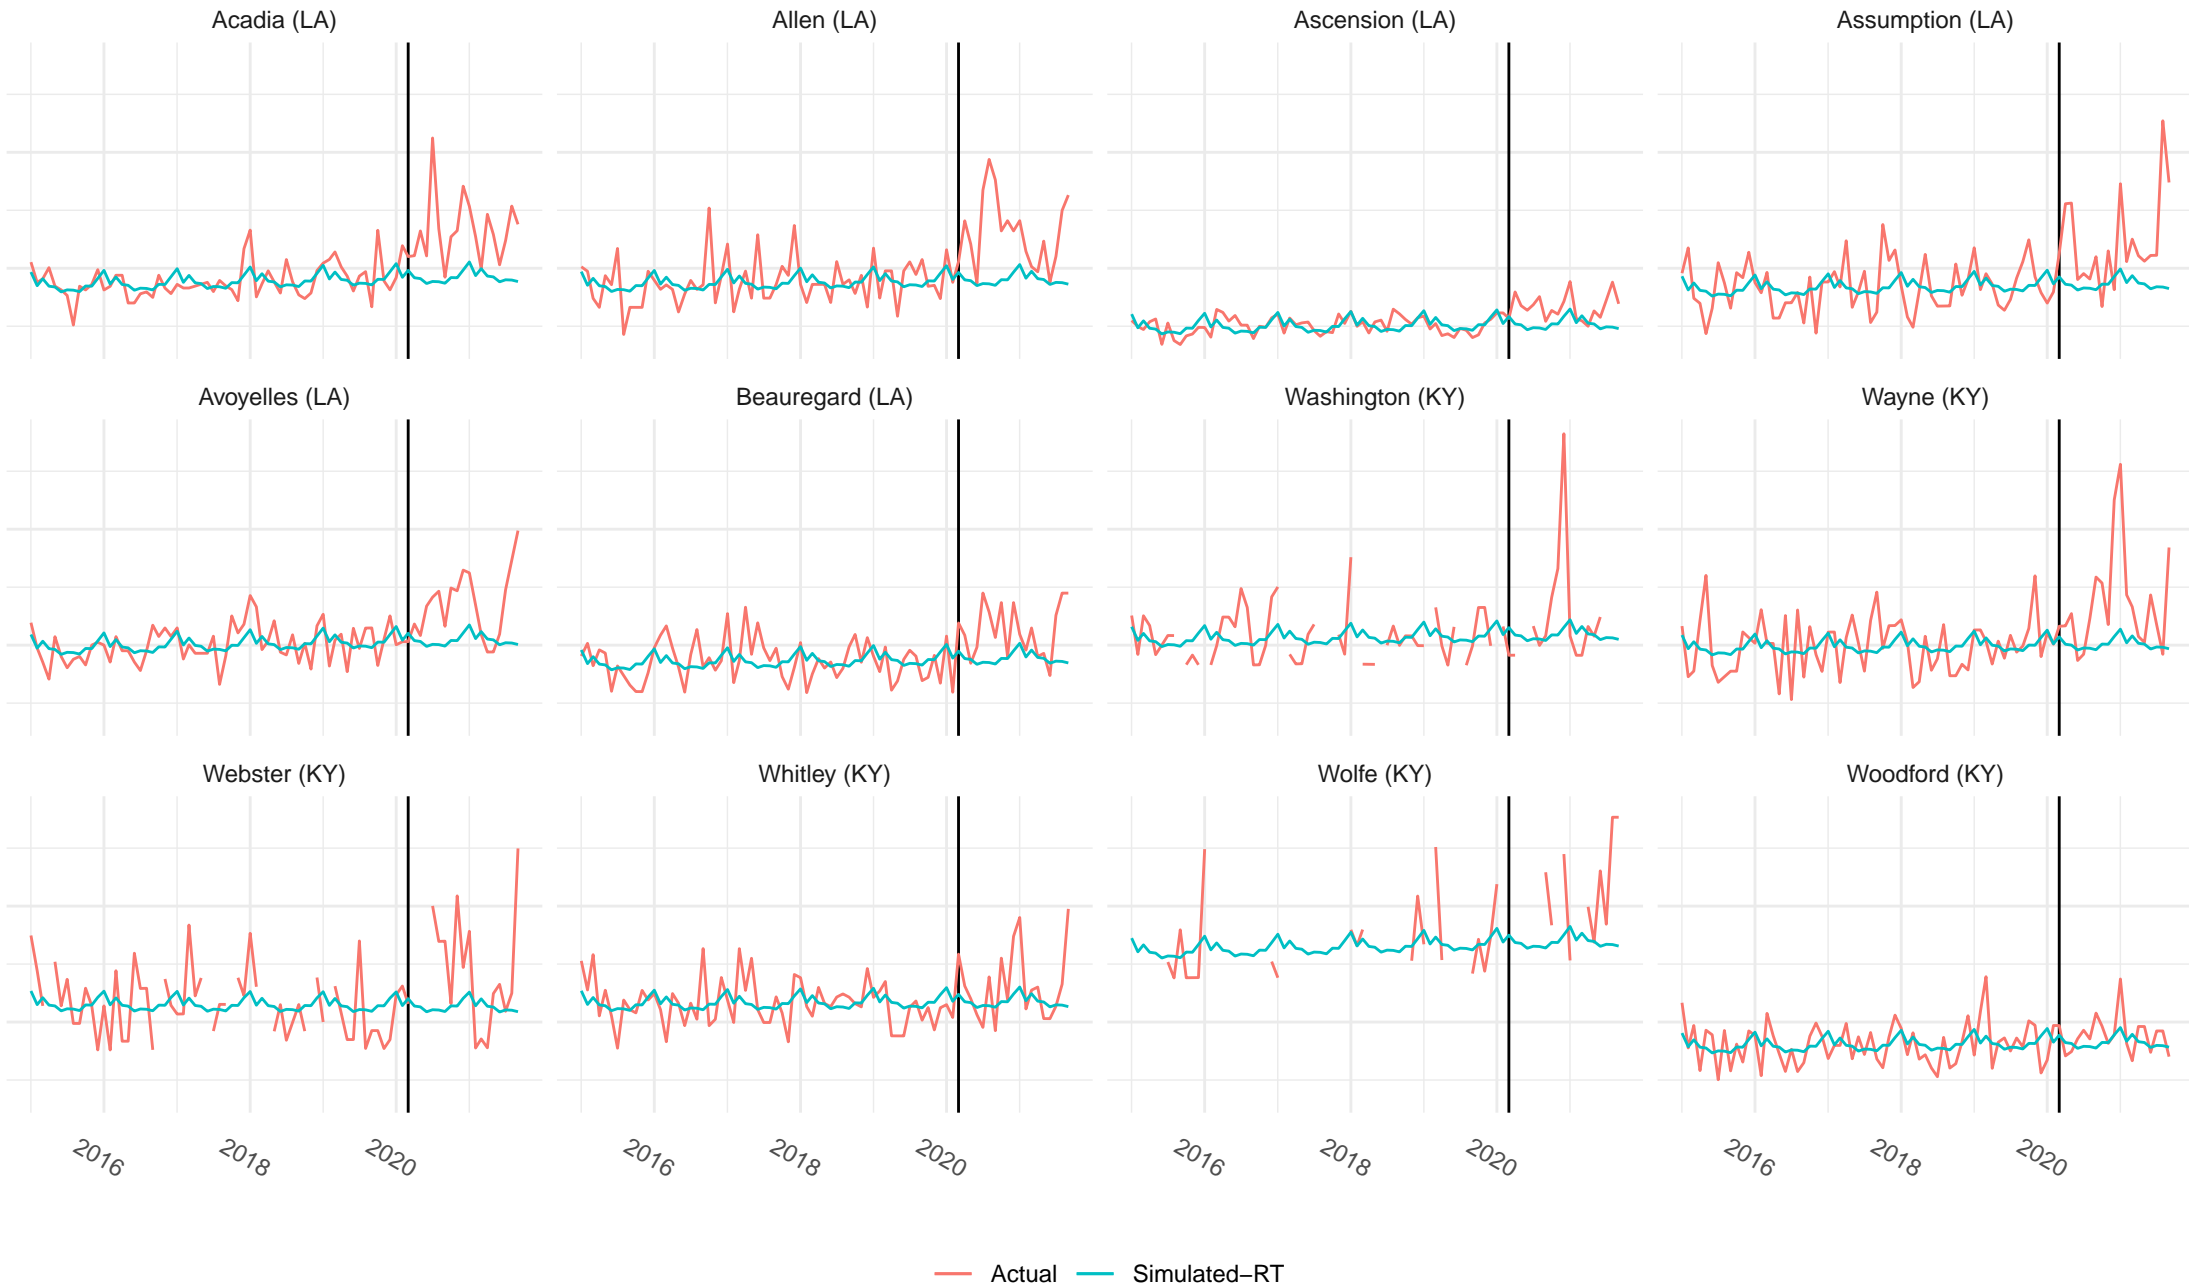 Acadia (LA) Allen (LA) Ascension (LA) Assumption (LA)
Avoyelles (LA) Beauregard (LA) Washington (KY) Wayne (KY)
Webster (KY) Whitley (KY) Wolfe (KY) Woodford (KY)
2016 2018 2020 2016 2018 2020 2016 2018 2020 2016 2018 2020
Actual Simulated−RT